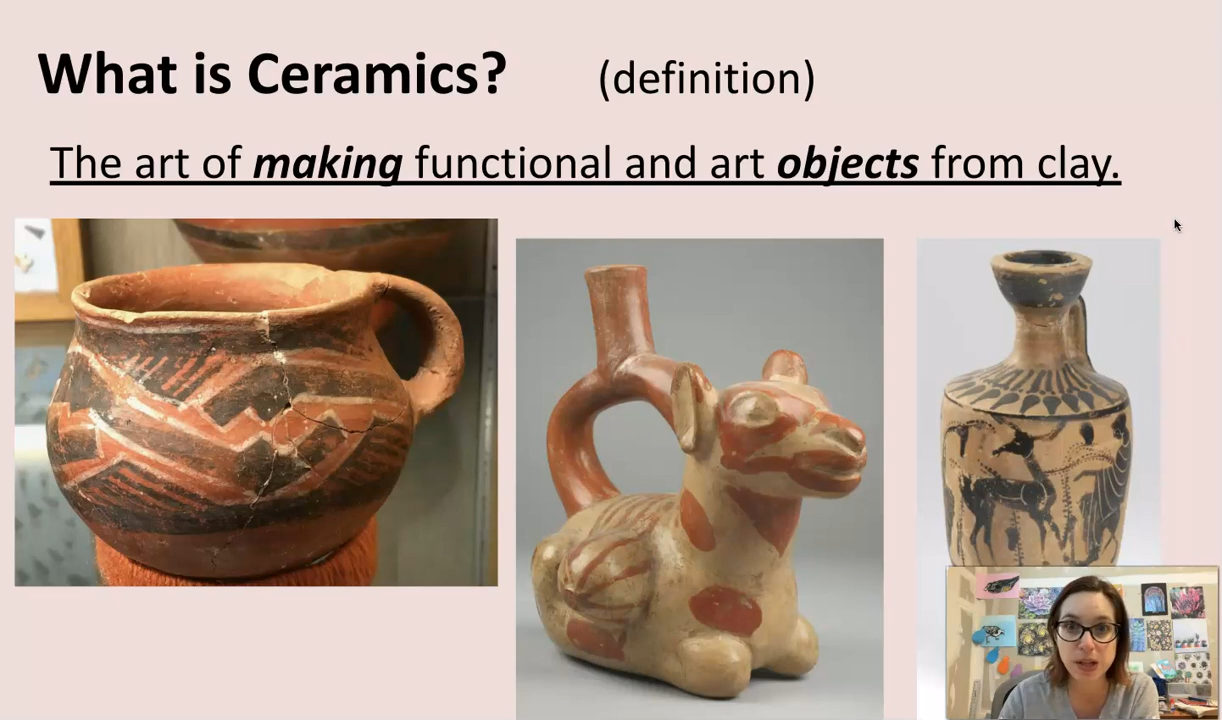 What is Ceramics? (definition)
The art of making functional and art objects from clay.